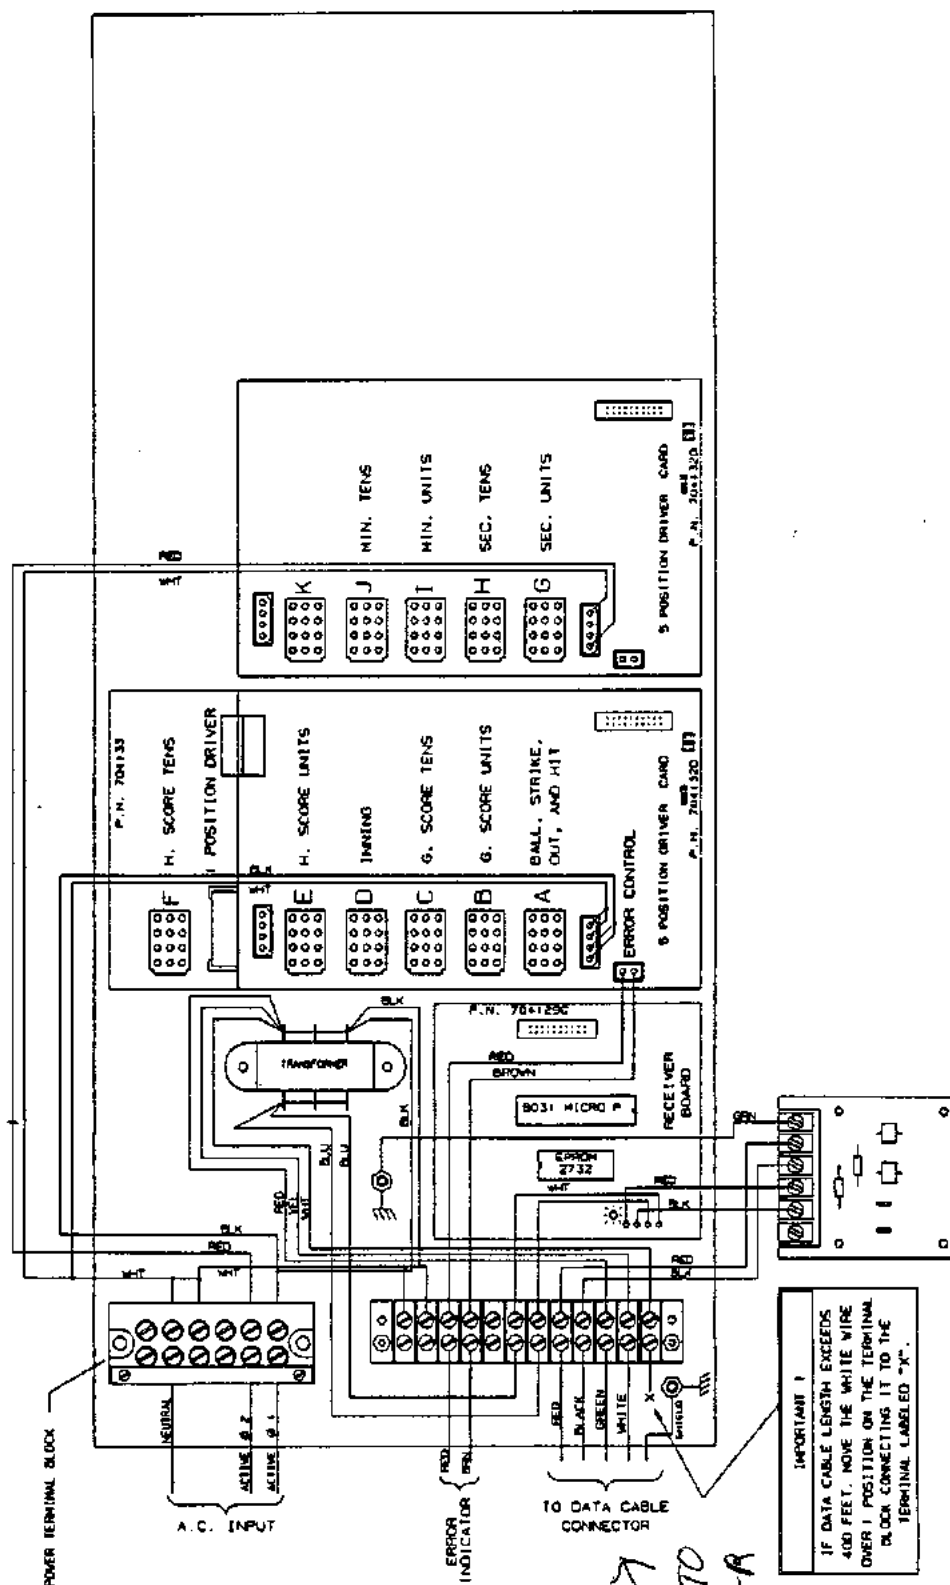 K
J
I
H
G
MIN. TENS
MIN. UNITS
SEC. TENS
SEC. UNITS
5 POSITION DRIVER CARD
RED
WHT
P.N. 704133
F
H. SCORE TENS
1 POSITION DRIVER
E
D
C
B
A
H. SCORE UNITS
INNING
G. SCORE TENS
G. SCORE UNITS
BALL, STRIKE,
OUT, AND HIT
ERROR CONTROL
5 POSITION DRIVER CARD
BLK
WHT
TRANSFORMER
BLK
BLK
BLU
BLU
RED
YEL
WHT
P.N. 704129C
RED
BROWN
8031 MICRO P
EPROM
2732
RECEIVER
BOARD
WHT
RED
BLK
GRN
BLK
RED
WHT
WHT
RED
POWER TERMINAL BLOCK
NEUTRAL
ACTIVE Ø 2
ACTIVE Ø 1
A.C. INPUT
RED
BRN
ERROR
INDICATOR
RED
BLACK
GREEN
WHITE
X
SHIELD
TO DATA CABLE
CONNECTOR
TO
IMPORTANT !
IF DATA CABLE LENGTH EXCEEDS
400 FEET, MOVE THE WHITE WIRE
OVER 1 POSITION ON THE TERMINAL
BLOCK CONNECTING IT TO THE
TERMINAL LABELED "X".